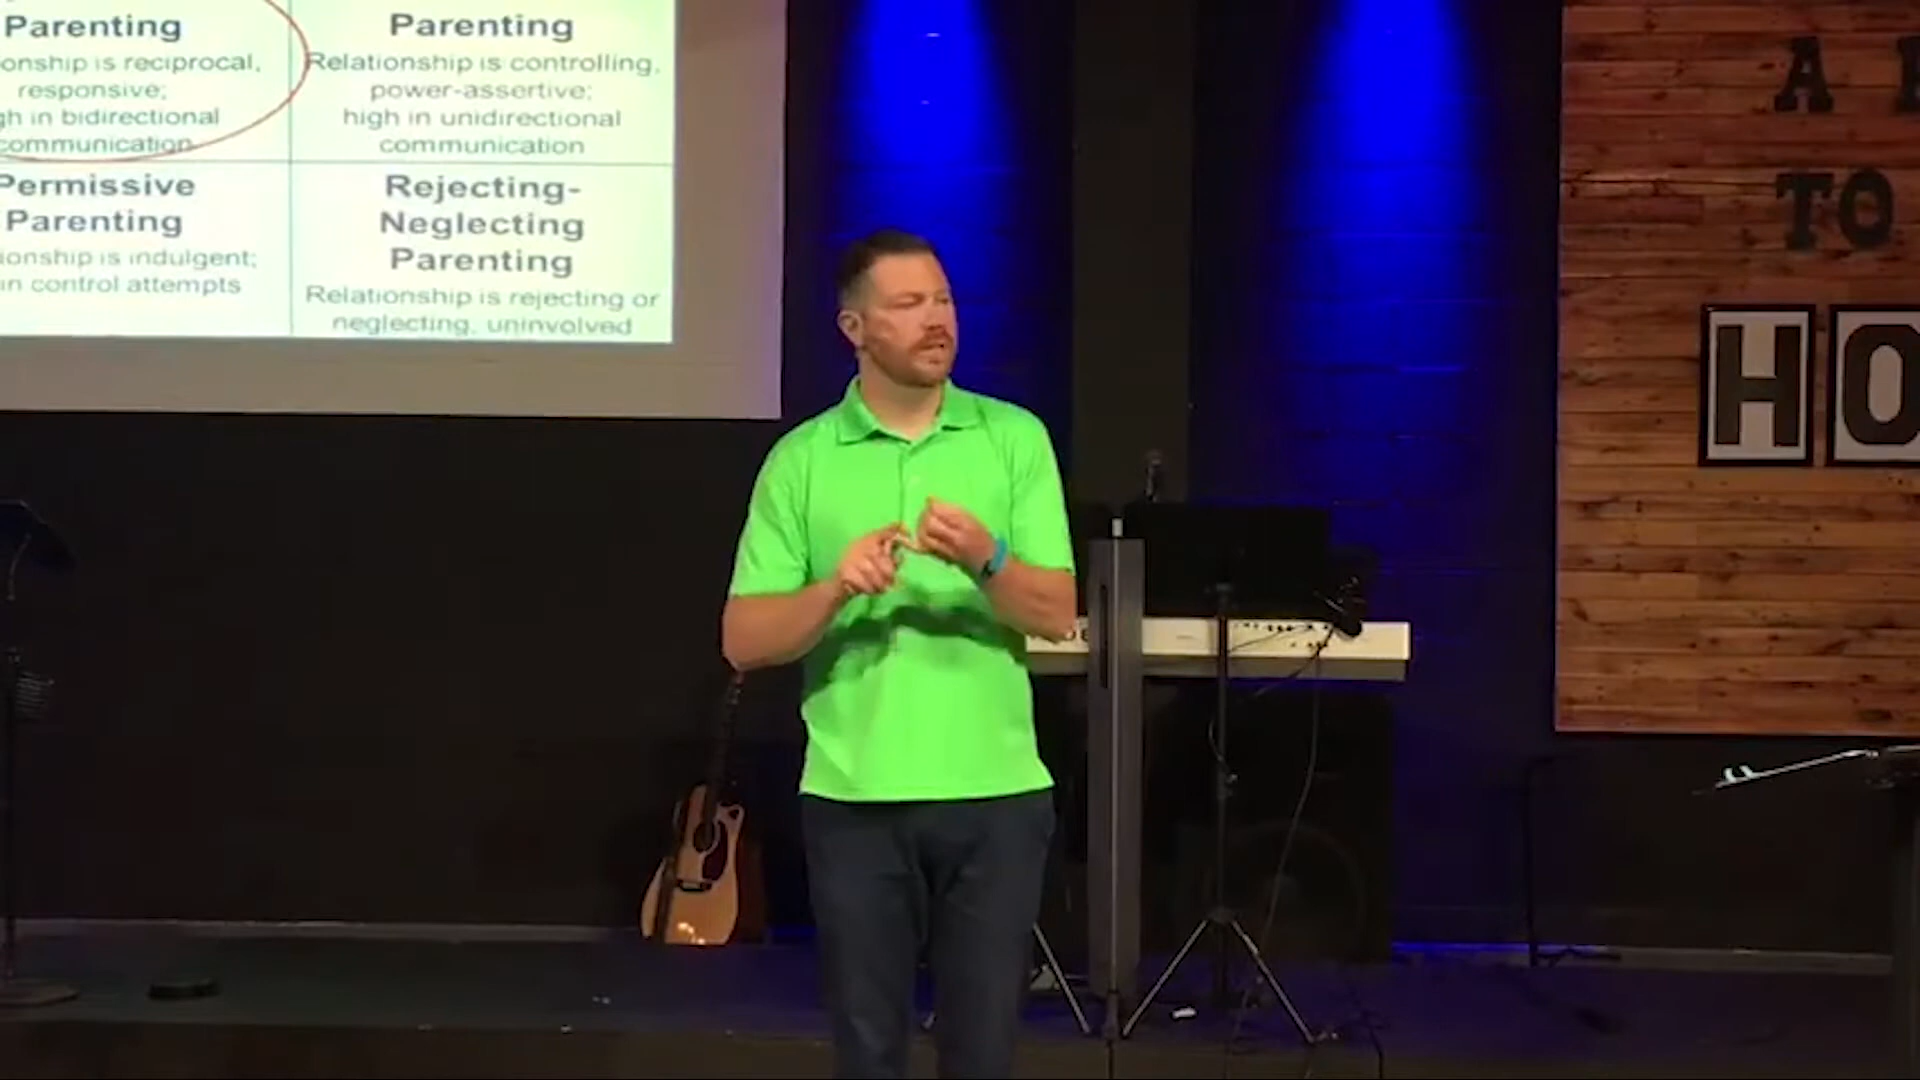 Parenting
onship is reciprocal,
responsive;
gh in bidirectional
communication
Parenting
Relationship is controlling,
power-assertive;
high in unidirectional
communication
Permissive
Parenting
ionship is indulgent;
in control attempts
Rejecting-
Neglecting
Parenting
Relationship is rejecting or
neglecting, uninvolved
A
TO
HO